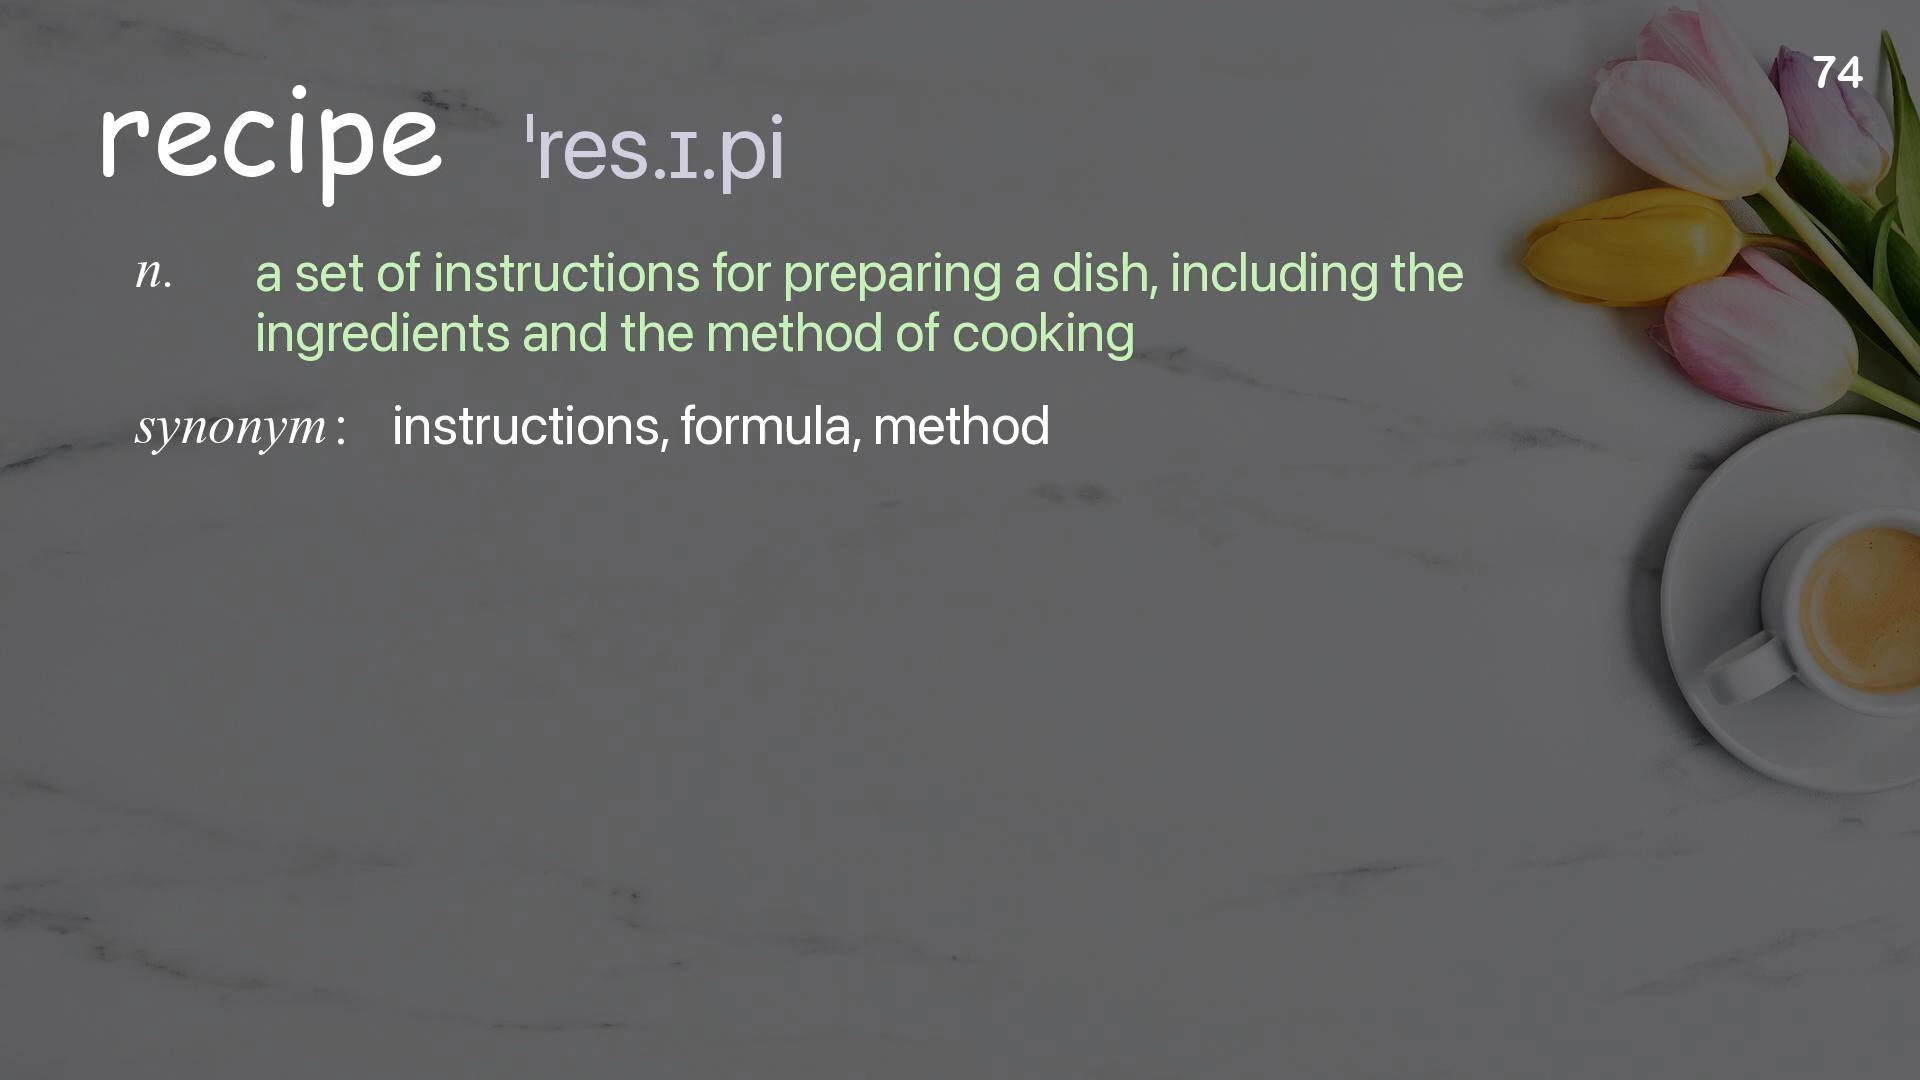 74
recipe ˈres.ɪ.pi
n. a set of instructions for preparing a dish, including the
ingredients and the method of cooking
synonym: instructions, formula, method